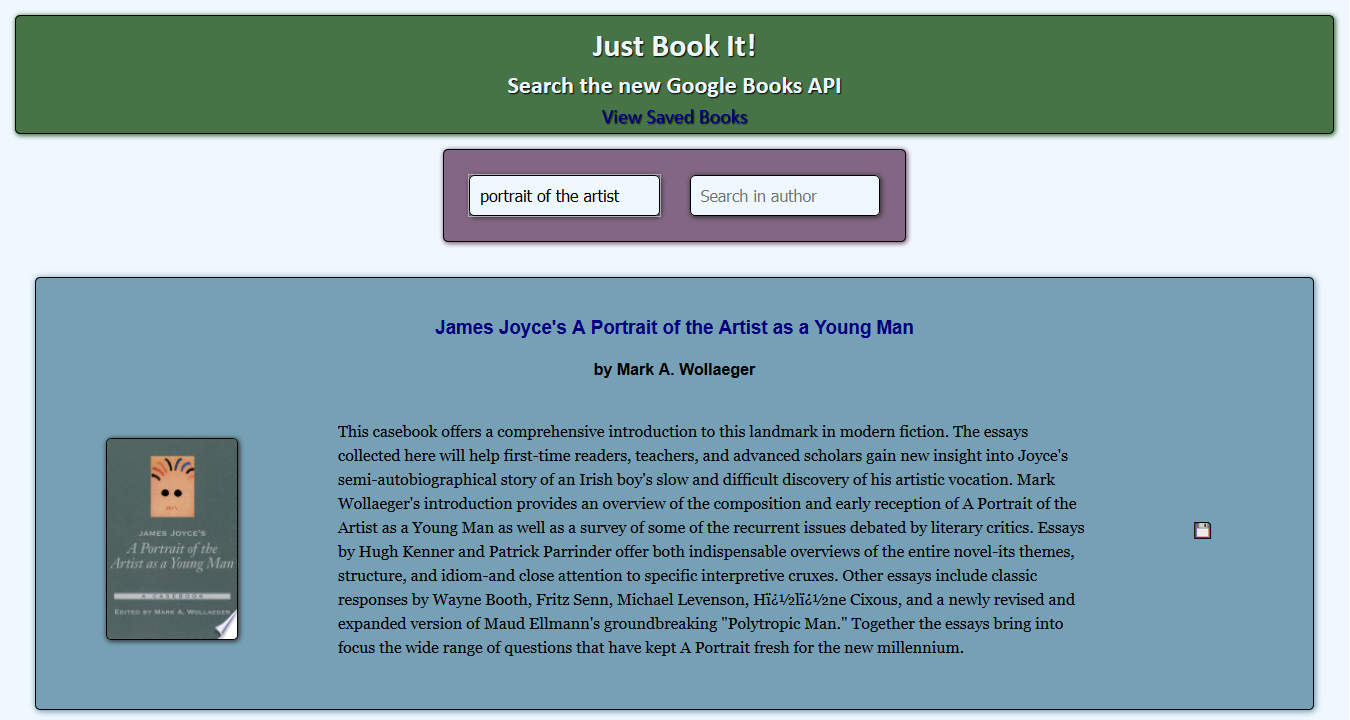 Just Book It!
Search the new Google Books API
View Saved Books
portrait of the artist
Search in author
James Joyce's A Portrait of the Artist as a Young Man
by Mark A. Wollaeger
This casebook offers a comprehensive introduction to this landmark in modern fiction. The essays
collected here will help first-time readers, teachers, and advanced scholars gain new insight into Joyce's
semi-autobiographical story of an Irish boy's slow and difficult discovery of his artistic vocation. Mark
Wollaeger's introduction provides an overview of the composition and early reception of A Portrait of the
Artist as a Young Man as well as a survey of some of the recurrent issues debated by literary critics. Essays
by Hugh Kenner and Patrick Parrinder offer both indispensable overviews of the entire novel-its themes,
structure, and idiom-and close attention to specific interpretive cruxes. Other essays include classic
responses by Wayne Booth, Fritz Senn, Michael Levenson, Hï¿½lï¿½ne Cixous, and a newly revised and
expanded version of Maud Ellmann's groundbreaking "Polytropic Man." Together the essays bring into
focus the wide range of questions that have kept A Portrait fresh for the new millennium.
JAMES JOYCE'S
A Portrait of the
Artist as a Young Man
A CASEBOOK
EDITED BY MARK A. WOLLAEGER